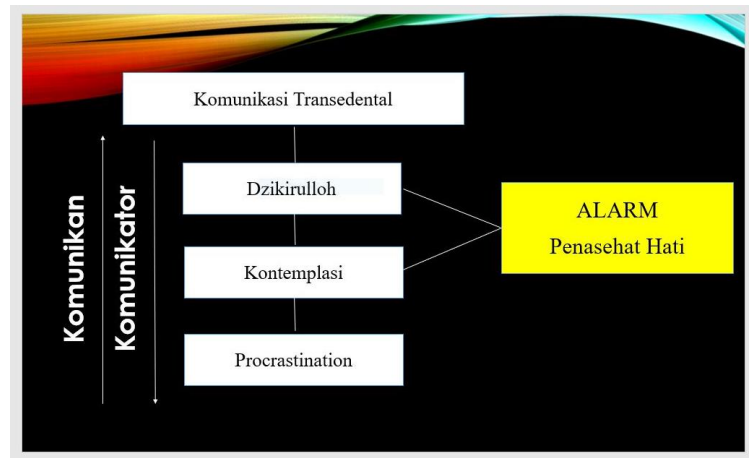 Komunikasi Transedental
Komunikan
Komunikator
Dzikirulloh
Kontemplasi
Procrastination
ALARM
Penasehat Hati